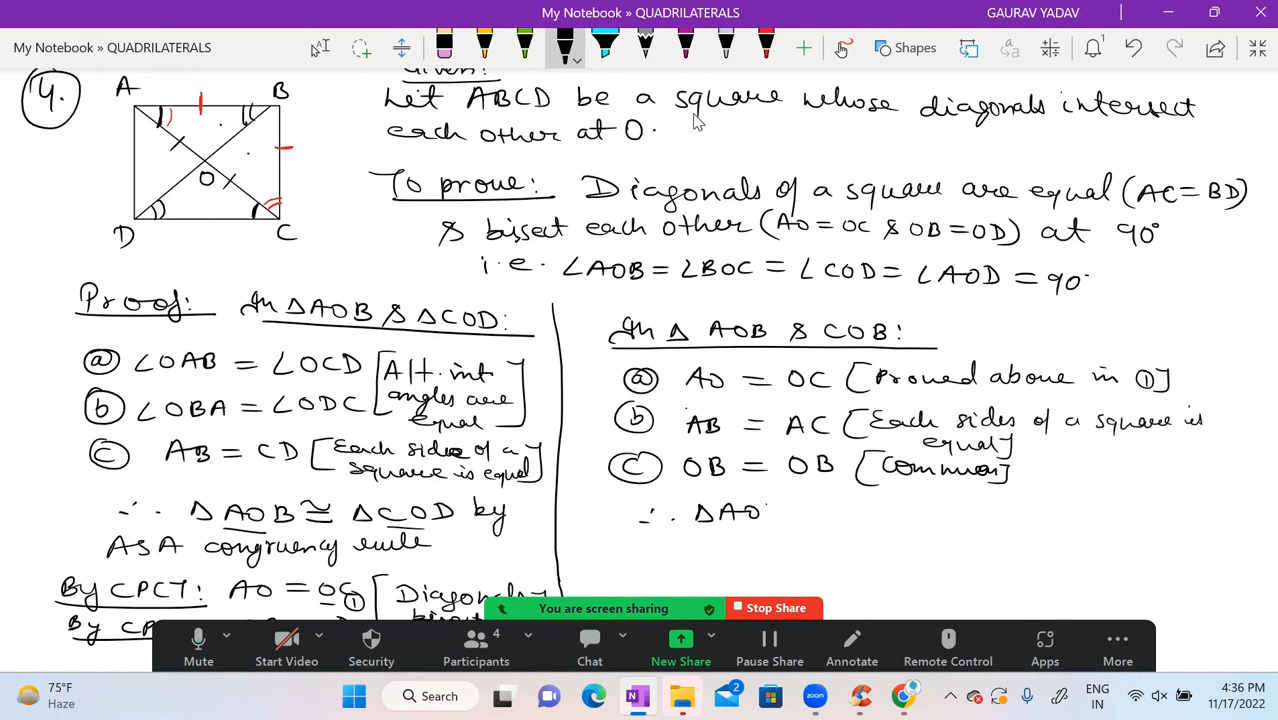 My Notebook » QUADRILATERALS
GAURAV YADAV
My Notebook » QUADRILATERALS
Shapes
4.
A
B
O
D
C
Given:
Let ABCD be a square whose diagonals intersect
each other at O.
To prove: Diagonals of a square are equal (AC=BD)
& bisect each other (AO=OC & OB=OD) at 90°
i.e. ∠AOB = ∠BOC = ∠COD = ∠AOD = 90°
Proof: In ΔAOB & ΔCOD:
(a) ∠OAB = ∠OCD [Alt. int
angles are
equal]
(b) ∠OBA = ∠ODC
(c) AB = CD [Each side of a
square is equal]
∴ ΔAOB ≅ ΔCOD by
ASA congruency rule
By CPCT: AO = OC ① [Diagonals
By CP
bisect
In Δ AOB & COB:
(a) AO = OC [Proved above in ①]
(b) AB = AC [Each sides of a square is
equal]
(c) OB = OB [Common]
∴ ΔAO
You are screen sharing
Stop Share
Mute
Start Video
Security
4
Participants
Chat
New Share
Pause Share
Annotate
Remote Control
Apps
More
75°F
Haze
Search
2
zoom
ENG
IN
4:36 PM
11/17/2022